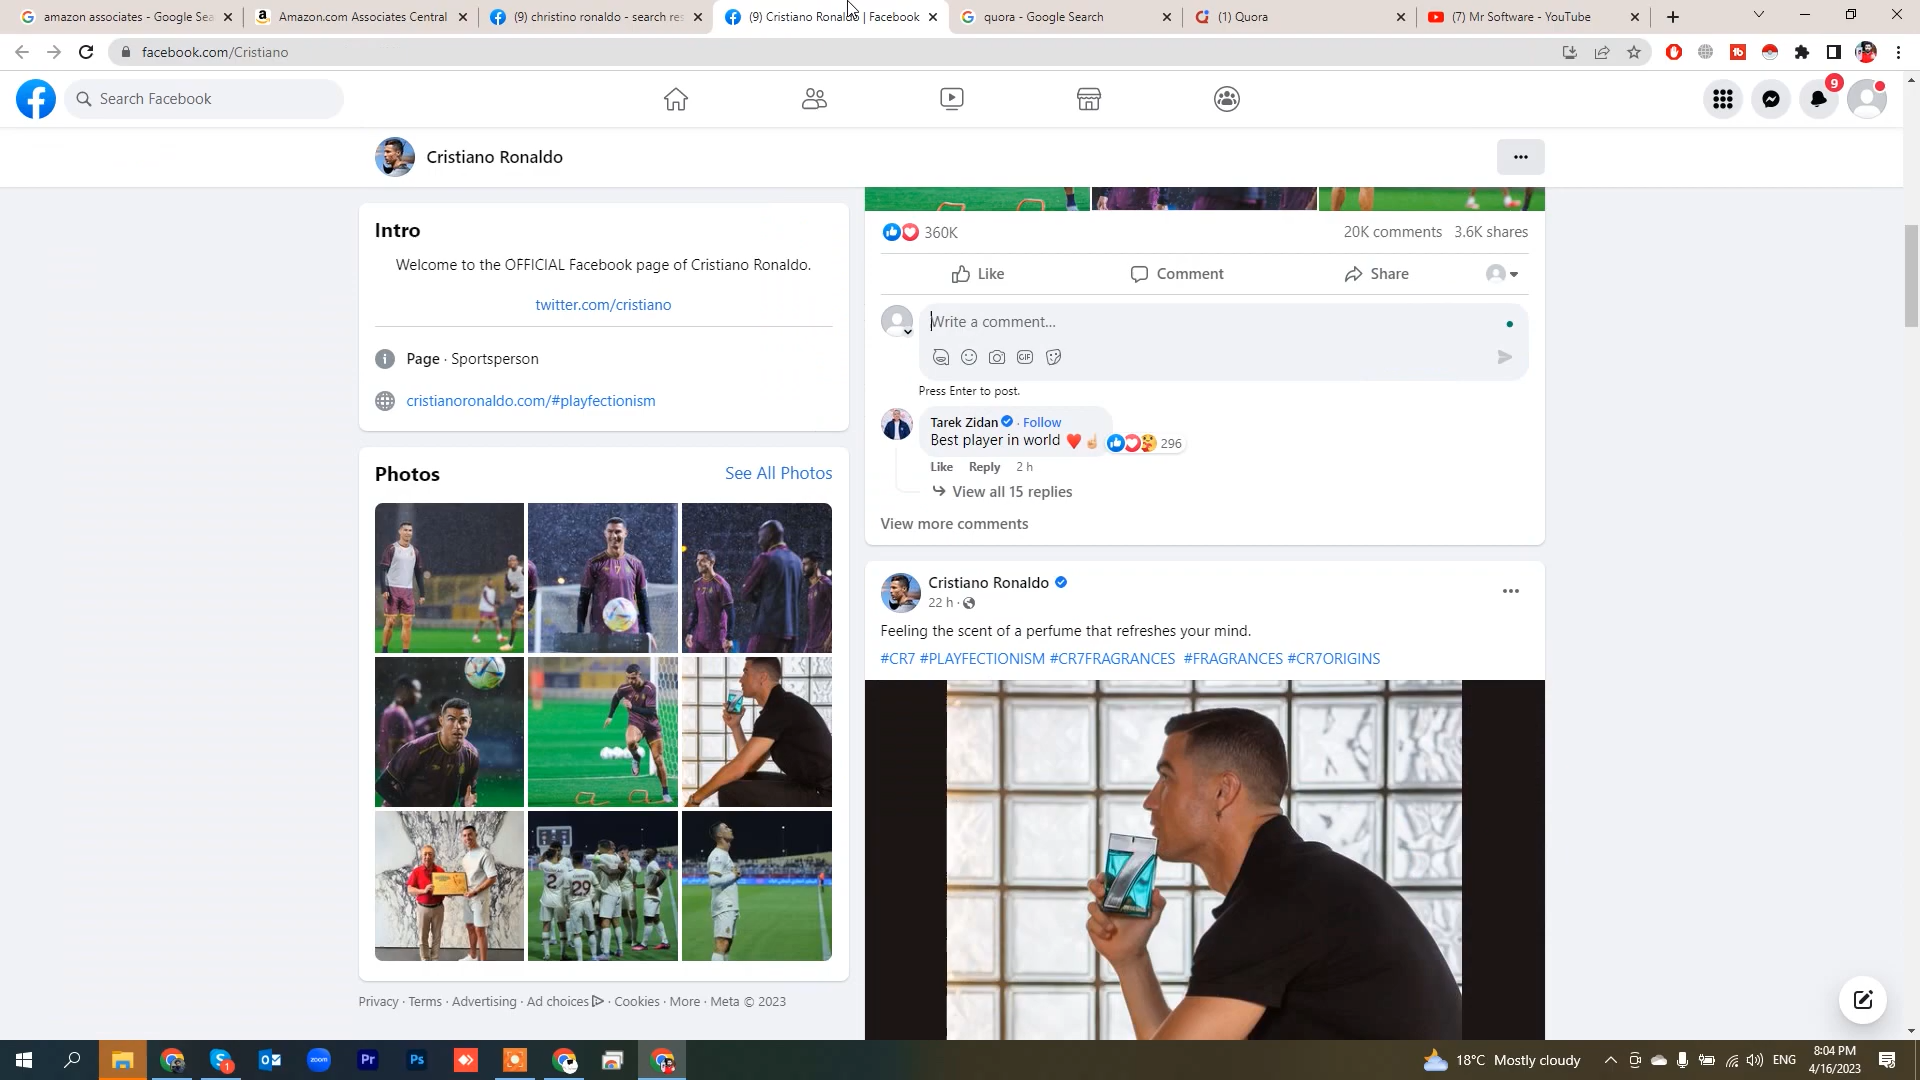 amazon associates - Google Sea
Amazon.com Associates Central
(9) christino ronaldo - search res
(9) Cristiano Ronaldo | Facebook
quora - Google Search
(1) Quora
(7) Mr Software - YouTube
facebook.com/Cristiano
Search Facebook
9
Cristiano Ronaldo
Intro
Welcome to the OFFICIAL Facebook page of Cristiano Ronaldo.
twitter.com/cristiano
Page · Sportsperson
cristianoronaldo.com/#playfectionism
Photos
See All Photos
Privacy · Terms · Advertising · Ad choices · Cookies · More · Meta © 2023
360K
20K comments 3.6K shares
Like
Comment
Share
Write a comment...
GIF
Press Enter to post.
Tarek Zidan · Follow
Best player in world ❤️☝🏻
296
Like Reply 2 h
View all 15 replies
View more comments
Cristiano Ronaldo
22 h ·
Feeling the scent of a perfume that refreshes your mind.
#CR7 #PLAYFECTIONISM #CR7FRAGRANCES #FRAGRANCES #CR7ORIGINS
18°C Mostly cloudy
ENG
8:04 PM
4/16/2023